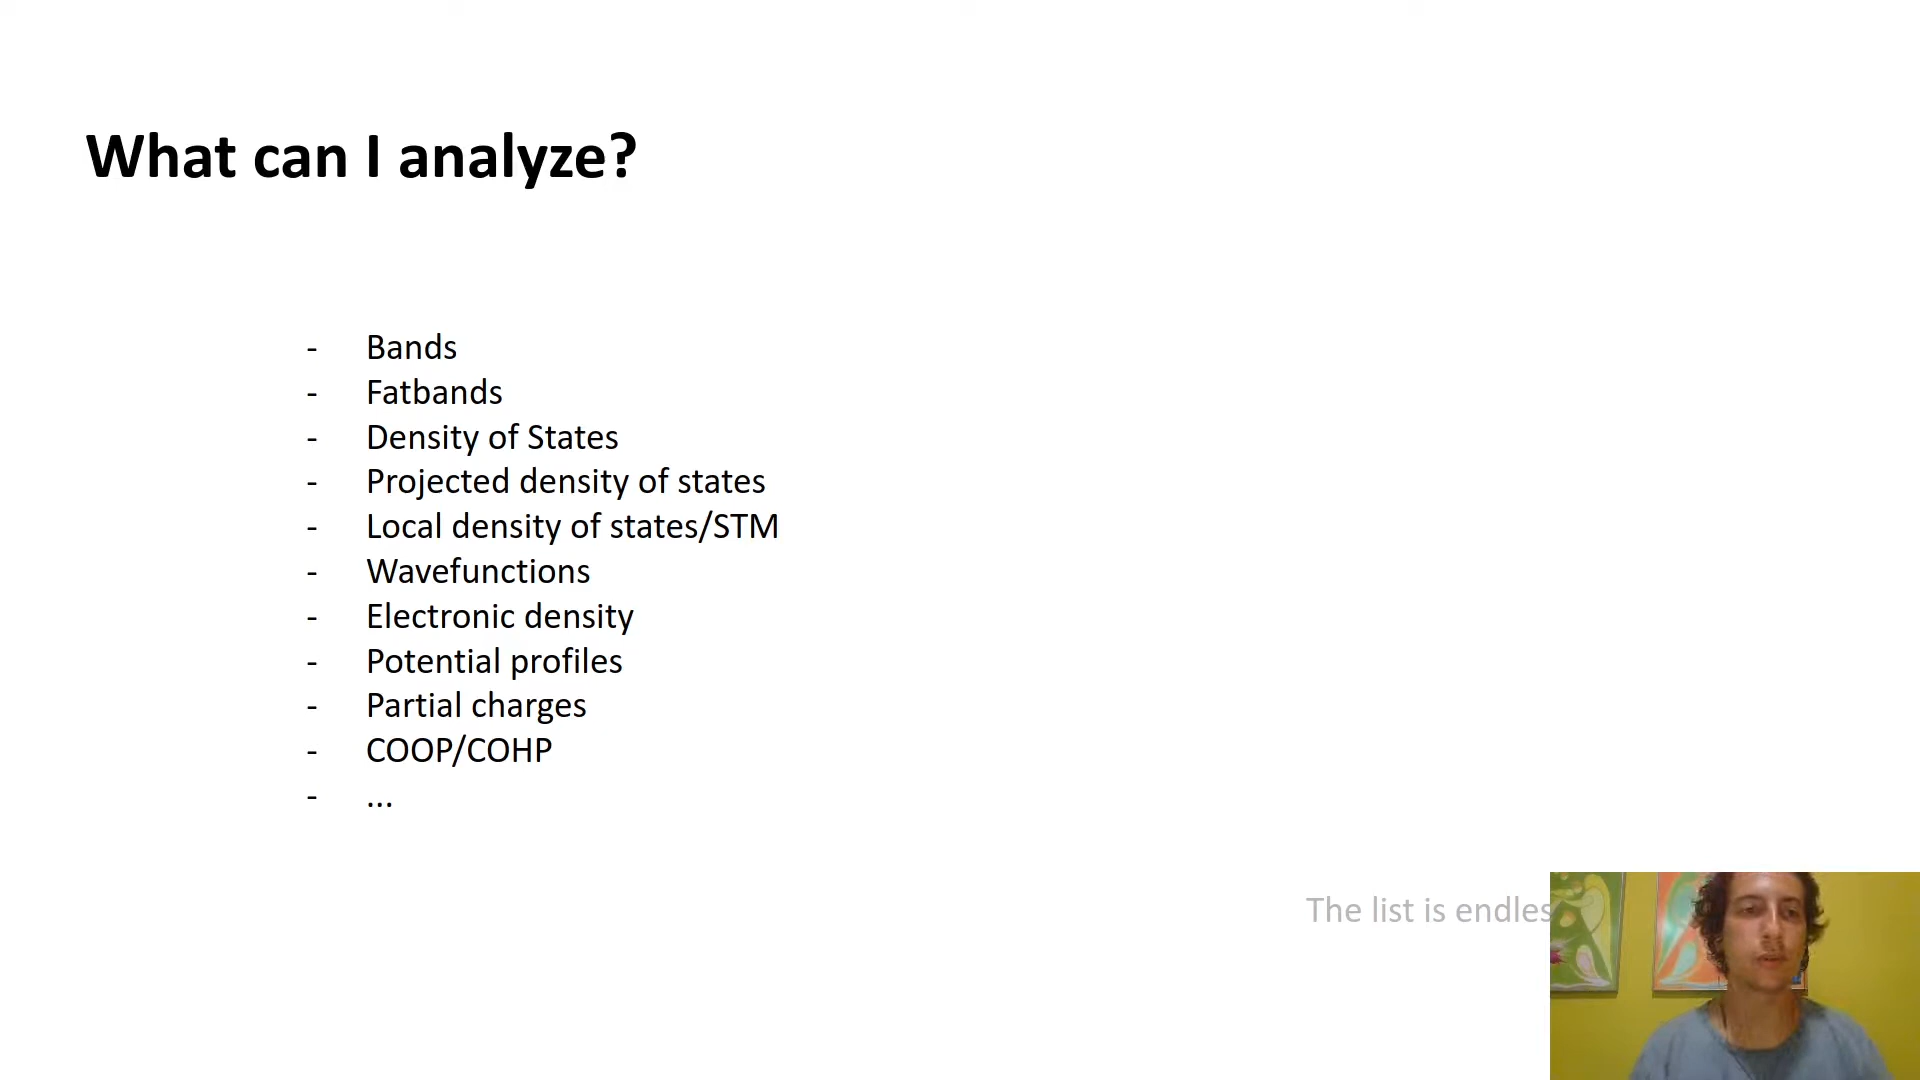 What can I analyze?
- Bands
- Fatbands
- Density of States
- Projected density of states
- Local density of states/STM
- Wavefunctions
- Electronic density
- Potential profiles
- Partial charges
- COOP/COHP
- ...
The list is endles